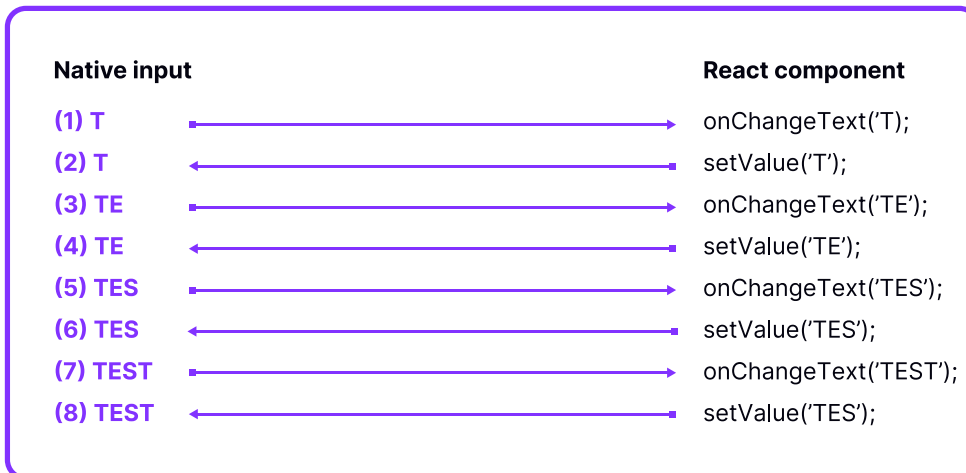 Native input React component
(1) T onChangeText(’T);
(2) T setValue(’T’);
(3) TE onChangeText(’TE’);
(4) TE setValue(’TE’);
(5) TES onChangeText(’TES’);
(6) TES setValue(’TES’);
(7) TEST onChangeText(’TEST’);
(8) TEST setValue(’TES’);